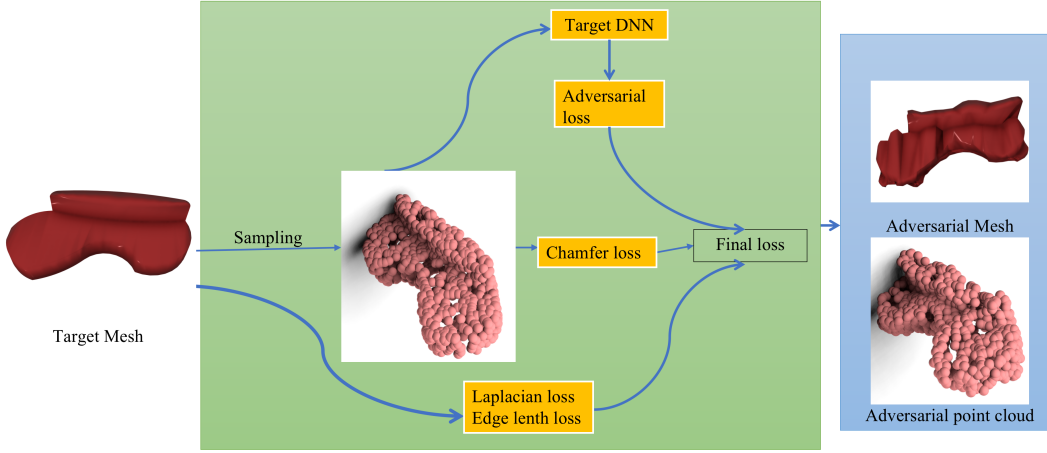 Target DNN
Adversarial
loss
Sampling
Chamfer loss
Final loss
Target Mesh
Laplacian loss
Edge lenth loss
Adversarial Mesh
Adversarial point cloud